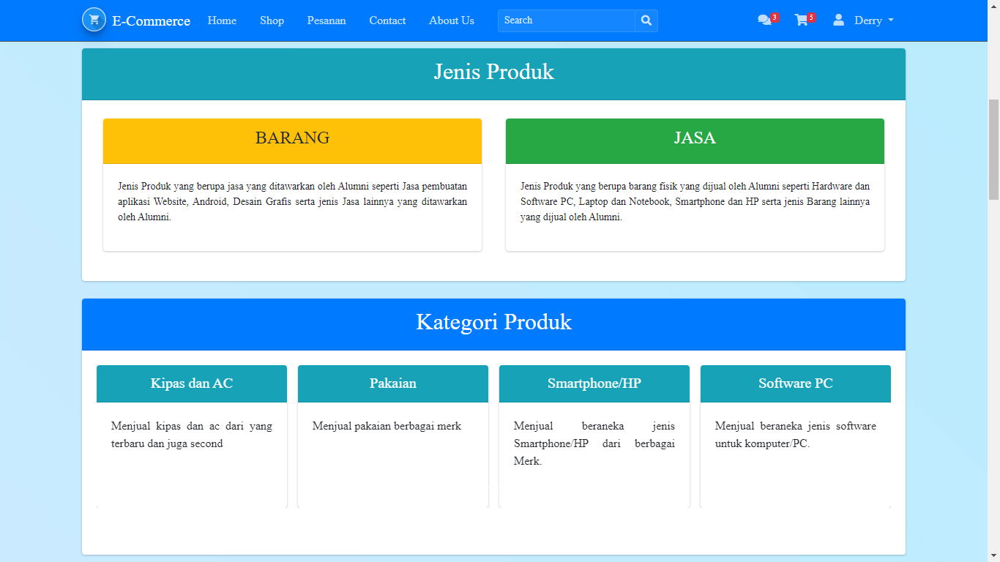 E-Commerce Home Shop Pesanan Contact About Us Search 3 5 Derry
Jenis Produk
BARANG
Jenis Produk yang berupa jasa yang ditawarkan oleh Alumni seperti Jasa pembuatan
aplikasi Website, Android, Desain Grafis serta jenis Jasa lainnya yang ditawarkan
oleh Alumni.
JASA
Jenis Produk yang berupa barang fisik yang dijual oleh Alumni seperti Hardware dan
Software PC, Laptop dan Notebook, Smartphone dan HP serta jenis Barang lainnya
yang dijual oleh Alumni.
Kategori Produk
Kipas dan AC
Menjual kipas dan ac dari yang
terbaru dan juga second
Pakaian
Menjual pakaian berbagai merk
Smartphone/HP
Menjual beraneka jenis
Smartphone/HP dari berbagai
Merk.
Software PC
Menjual beraneka jenis software
untuk komputer/PC.